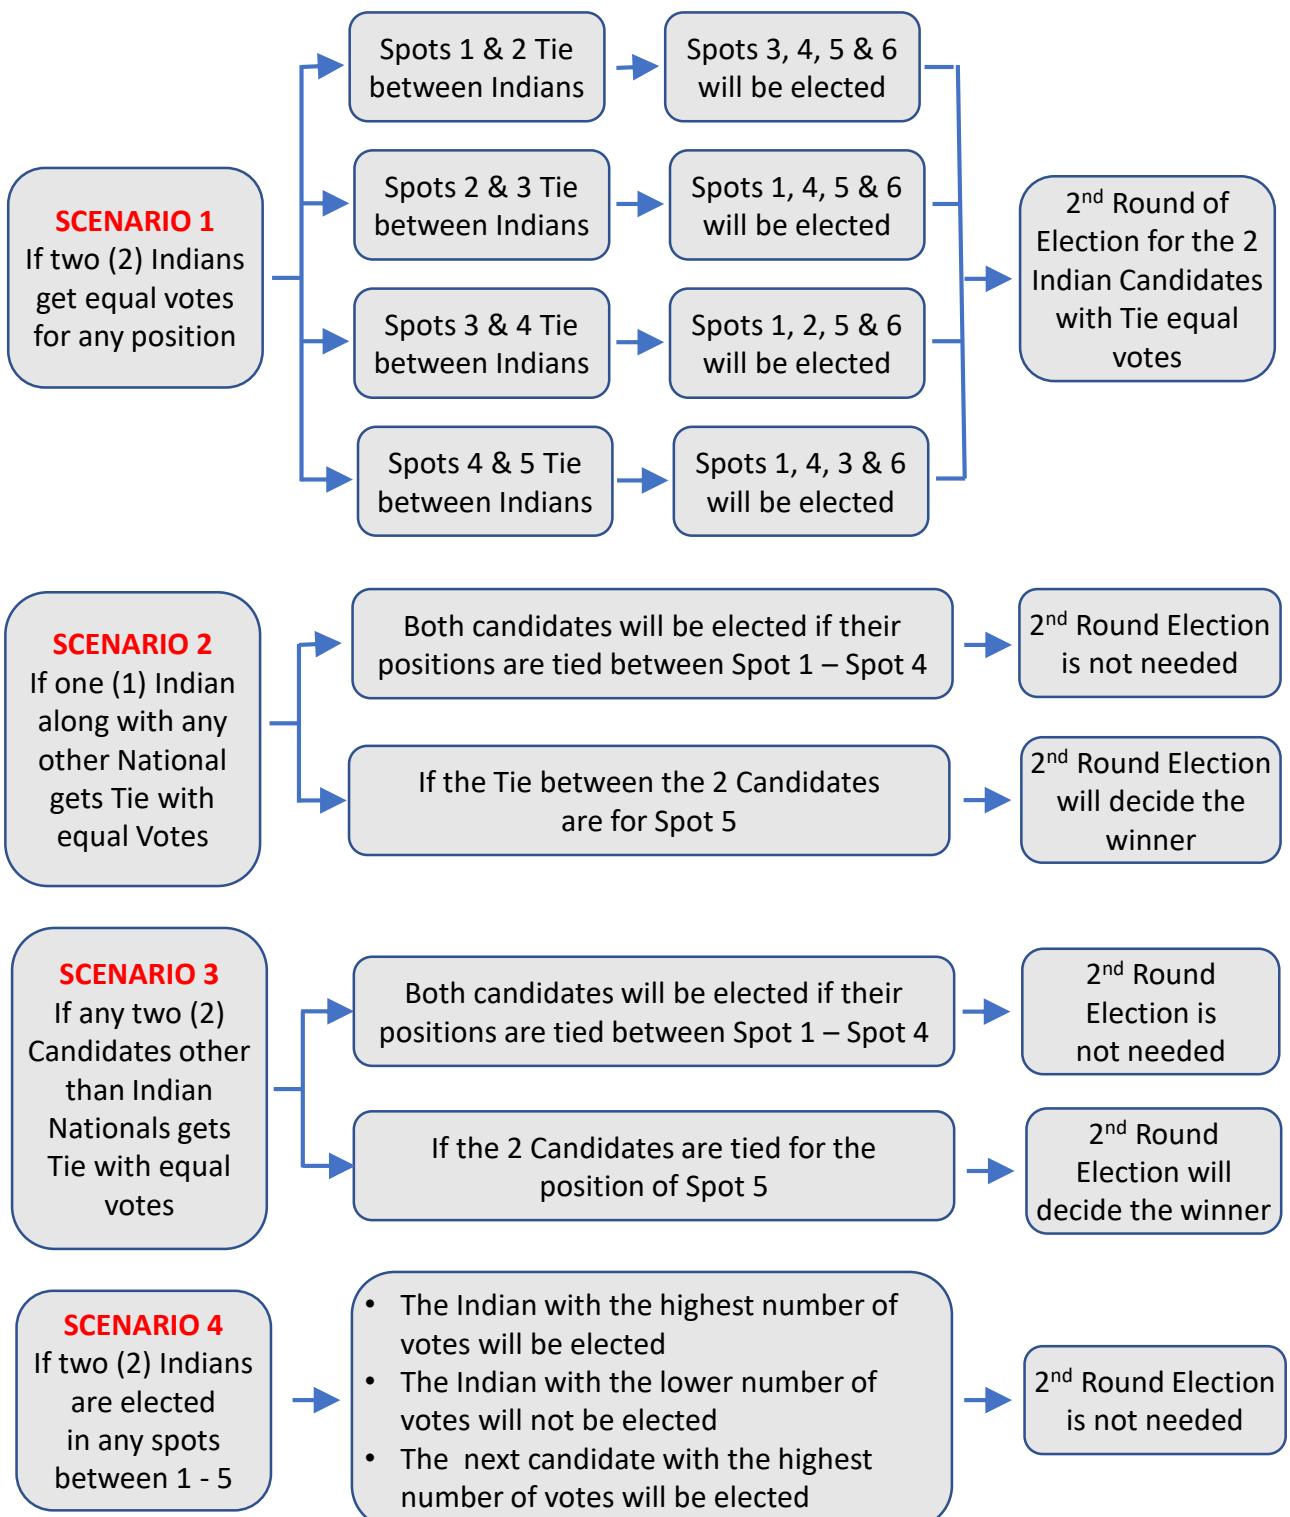 SCENARIO 1
If two (2) Indians
get equal votes
for any position
Spots 1 & 2 Tie
between Indians
Spots 3, 4, 5 & 6
will be elected
Spots 2 & 3 Tie
between Indians
Spots 1, 4, 5 & 6
will be elected
Spots 3 & 4 Tie
between Indians
Spots 1, 2, 5 & 6
will be elected
Spots 4 & 5 Tie
between Indians
Spots 1, 4, 3 & 6
will be elected
2nd Round of
Election for the 2
Indian Candidates
with Tie equal
votes
SCENARIO 2
If one (1) Indian
along with any
other National
gets Tie with
equal Votes
Both candidates will be elected if their
positions are tied between Spot 1 – Spot 4
2nd Round Election
is not needed
If the Tie between the 2 Candidates
are for Spot 5
2nd Round Election
will decide the
winner
SCENARIO 3
If any two (2)
Candidates other
than Indian
Nationals gets
Tie with equal
votes
Both candidates will be elected if their
positions are tied between Spot 1 – Spot 4
2nd Round
Election is
not needed
If the 2 Candidates are tied for the
position of Spot 5
2nd Round
Election will
decide the winner
SCENARIO 4
If two (2) Indians
are elected
in any spots
between 1 - 5
• The Indian with the highest number of
votes will be elected
• The Indian with the lower number of
votes will not be elected
• The next candidate with the highest
number of votes will be elected
2nd Round Election
is not needed